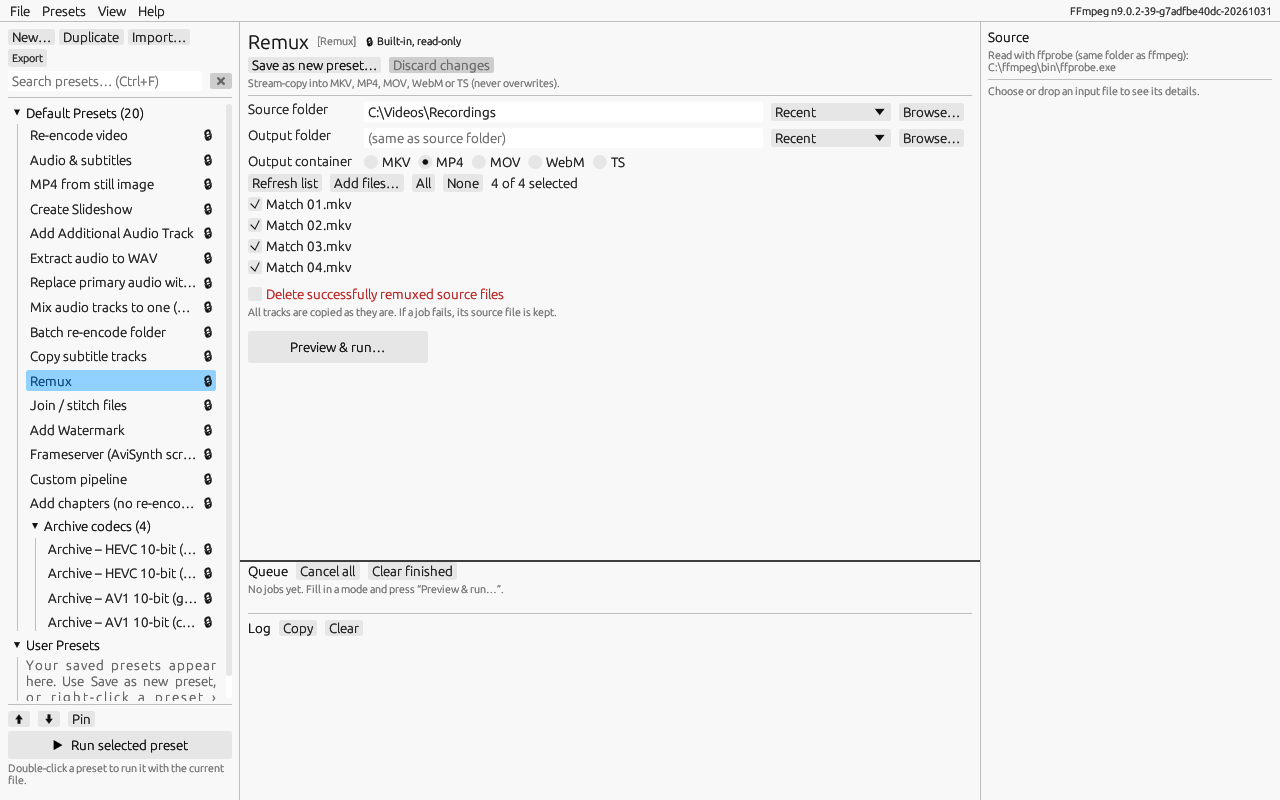 File Presets View Help
FFmpeg n9.0.2-39-g7adfbe40dc-20261031
New… Duplicate Import…
Export
Search presets… (Ctrl+F)
Default Presets (20)
Re-encode video
Audio & subtitles
MP4 from still image
Create Slideshow
Add Additional Audio Track
Extract audio to WAV
Replace primary audio wit…
Mix audio tracks to one (…
Batch re-encode folder
Copy subtitle tracks
Remux
Join / stitch files
Add Watermark
Frameserver (AviSynth scr…
Custom pipeline
Add chapters (no re-enco…
Archive codecs (4)
Archive – HEVC 10-bit (…
Archive – HEVC 10-bit (…
Archive – AV1 10-bit (g…
Archive – AV1 10-bit (c…
User Presets
Your saved presets appear
here. Use Save as new preset,
or right-click a preset ›
Pin
Run selected preset
Double-click a preset to run it with the current
file.
Remux [Remux] Built-in, read-only
Save as new preset… Discard changes
Stream-copy into MKV, MP4, MOV, WebM or TS (never overwrites).
Source folder C:\Videos\Recordings Recent Browse…
Output folder (same as source folder) Recent Browse…
Output container MKV MP4 MOV WebM TS
Refresh list Add files… All None 4 of 4 selected
Match 01.mkv
Match 02.mkv
Match 03.mkv
Match 04.mkv
Delete successfully remuxed source files
All tracks are copied as they are. If a job fails, its source file is kept.
Preview & run…
Queue Cancel all Clear finished
No jobs yet. Fill in a mode and press “Preview & run…”.
Log Copy Clear
Source
Read with ffprobe (same folder as ffmpeg):
C:\ffmpeg\bin\ffprobe.exe
Choose or drop an input file to see its details.